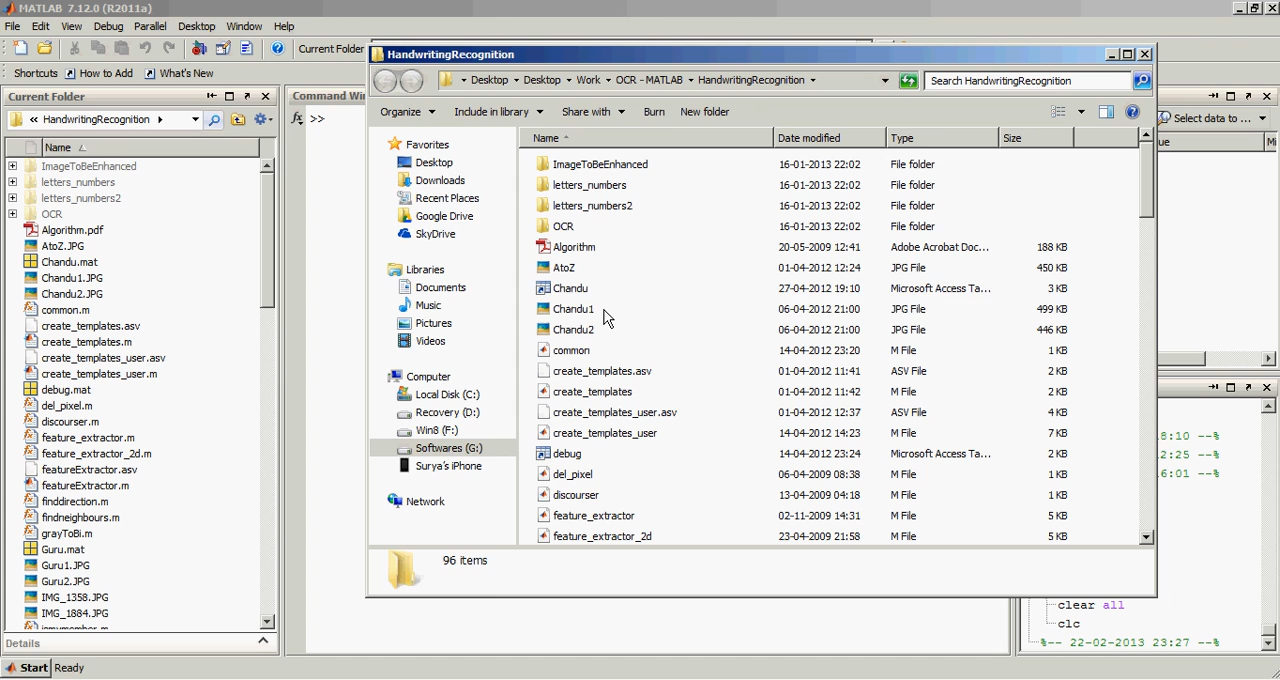 MATLAB 7.12.0 (R2011a)
File Edit View Debug Parallel Desktop Window Help
Current Folder
Shortcuts How to Add What's New
Current Folder
« HandwritingRecognition
Name
ImageToBeEnhanced
letters_numbers
letters_numbers2
OCR
Algorithm.pdf
AtoZ.JPG
Chandu.mat
Chandu1.JPG
Chandu2.JPG
common.m
create_templates.asv
create_templates.m
create_templates_user.asv
create_templates_user.m
debug.mat
del_pixel.m
discourser.m
feature_extractor.m
feature_extractor_2d.m
featureExtractor.asv
featureExtractor.m
finddirection.m
findneighbours.m
grayToBi.m
Guru.mat
Guru1.JPG
Guru2.JPG
IMG_1358.JPG
IMG_1884.JPG
Details
Start Ready
Command Wi
fx >>
HandwritingRecognition
Desktop Desktop Work OCR - MATLAB HandwritingRecognition
Search HandwritingRecognition
Organize Include in library Share with Burn New folder
Favorites
Desktop
Downloads
Recent Places
Google Drive
SkyDrive
Libraries
Documents
Music
Pictures
Videos
Computer
Local Disk (C:)
Recovery (D:)
Win8 (F:)
Softwares (G:)
Surya's iPhone
Network
Name Date modified Type Size
ImageToBeEnhanced 16-01-2013 22:02 File folder
letters_numbers 16-01-2013 22:02 File folder
letters_numbers2 16-01-2013 22:02 File folder
OCR 16-01-2013 22:02 File folder
Algorithm 20-05-2009 12:41 Adobe Acrobat Doc... 188 KB
AtoZ 01-04-2012 12:24 JPG File 450 KB
Chandu 27-04-2012 19:10 Microsoft Access Ta... 3 KB
Chandu1 06-04-2012 21:00 JPG File 499 KB
Chandu2 06-04-2012 21:00 JPG File 446 KB
common 14-04-2012 23:20 M File 1 KB
create_templates.asv 01-04-2012 11:41 ASV File 2 KB
create_templates 01-04-2012 11:42 M File 2 KB
create_templates_user.asv 01-04-2012 12:37 ASV File 4 KB
create_templates_user 14-04-2012 14:23 M File 7 KB
debug 14-04-2012 23:24 Microsoft Access Ta... 2 KB
del_pixel 06-04-2009 08:38 M File 1 KB
discourser 13-04-2009 04:18 M File 1 KB
feature_extractor 02-11-2009 14:31 M File 5 KB
feature_extractor_2d 23-04-2009 21:58 M File 5 KB
96 items
Select data to ...
ue Mi
8:10 --%
2:25 --%
6:01 --%
clear all
clc
%-- 22-02-2013 23:27 --%